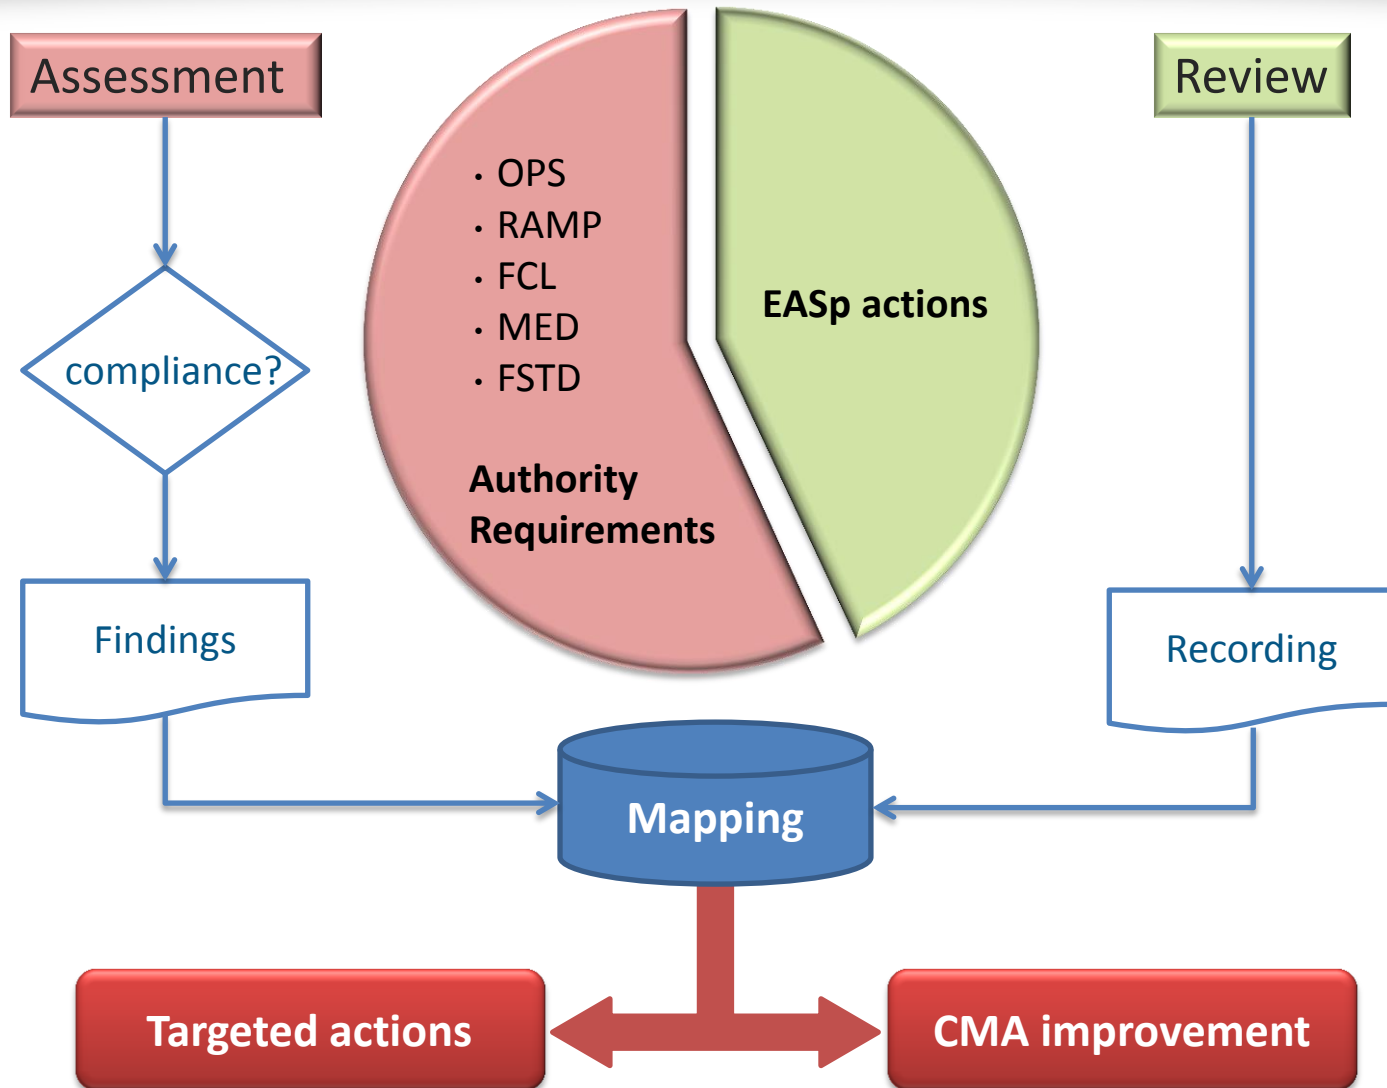 Assessment
Review
· OPS
· RAMP
· FCL
· MED
· FSTD
Authority
Requirements
EASp actions
compliance?
Findings
Recording
Mapping
Targeted actions
CMA improvement